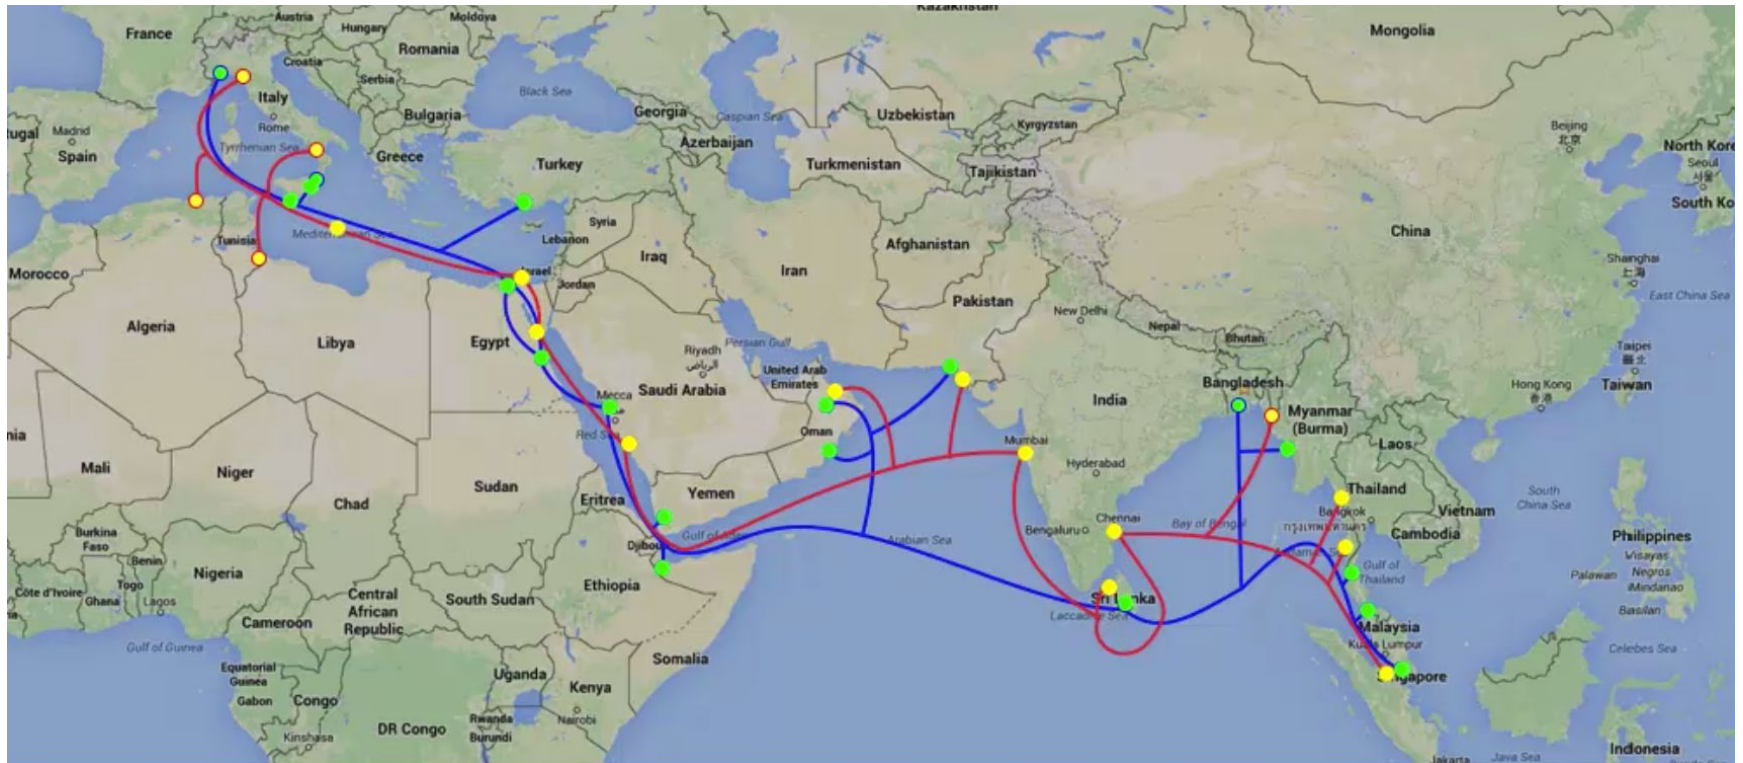 Kazakhstan
Austria
Moldova
France
Hungary
Mongolia
Romania
Croatia
Serbia
Italy
Black Sea
Bulgaria
Georgia
Caspian Sea
Uzbekistan
Kyrgyzstan
Beijing
北京
tugal
Madrid
Spain
Rome
Tyrrhenian Sea
Greece
Turkey
Azerbaijan
Turkmenistan
Tajikistan
North Kore
Seoul
서울
South Ko
Syria
Lebanon
Tunisia
Mediterranean Sea
Iraq
Iran
Afghanistan
China
Morocco
Israel
Jordan
Shanghai
上海
East China Sea
Algeria
Libya
Egypt
Pakistan
New Delhi
Nepal
Bhutan
Riyadh
الرياض
Persian Gulf
Saudi Arabia
United Arab
Emirates
Taipei
臺北
Taiwan
Mecca
Bangladesh
India
Hong Kong
香港
Myanmar
(Burma)
Oman
Red Sea
Mumbai
Laos
nia
Mali
Niger
Chad
Sudan
Hyderabad
Eritrea
Yemen
Thailand
Bangkok
กรุงเทพมหานคร
Vietnam
South
China Sea
Burkina
Faso
Benin
Djibou
Gulf of Aden
Arabian Sea
Bengaluru
Chennai
Bay of Bengal
Cambodia
Philippines
Visayas
Nigeria
Togo
Ghana
Côte d'Ivoire
Lagos
Ethiopia
South Sudan
Central
African
Republic
Cameroon
Gulf of
Thailand
Palawan
Negros
Mindanao
Basilan
Sri Lanka
Laccadive Sea
Malaysia
Kuala Lumpur
Gulf of Guinea
Somalia
Celebes Sea
Equatorial
Guinea
Gabon
Congo
Uganda
Kenya
Singapore
DR Congo
Rwanda
Burundi
Nairobi
Kinshasa
Jakarta
Java Sea
Indonesia